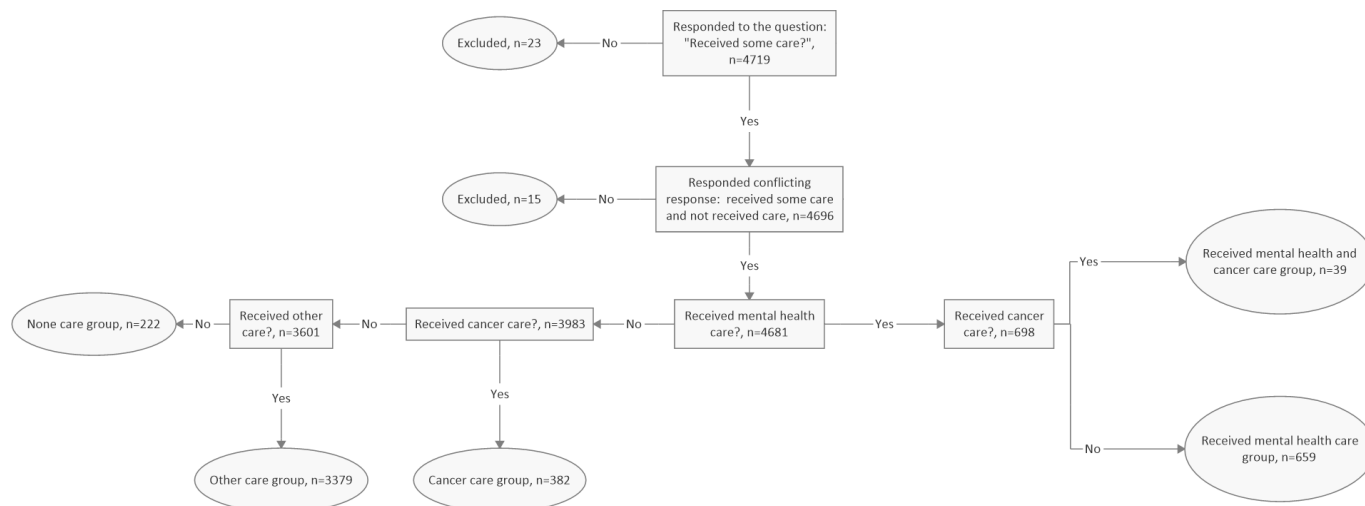 Responded to the question:
"Received some care?",
n=4719
No
Excluded, n=23
Yes
Responded conflicting
response:  received some care
and not received care, n=4696
No
Excluded, n=15
Yes
Received mental health and
cancer care group, n=39
Yes
None care group, n=222
No
Received other
care?, n=3601
No
Received cancer care?, n=3983
No
Received mental health
care?, n=4681
Yes
Received cancer
care?, n=698
Yes
Yes
No
Received mental health care
group, n=659
Other care group, n=3379
Cancer care group, n=382